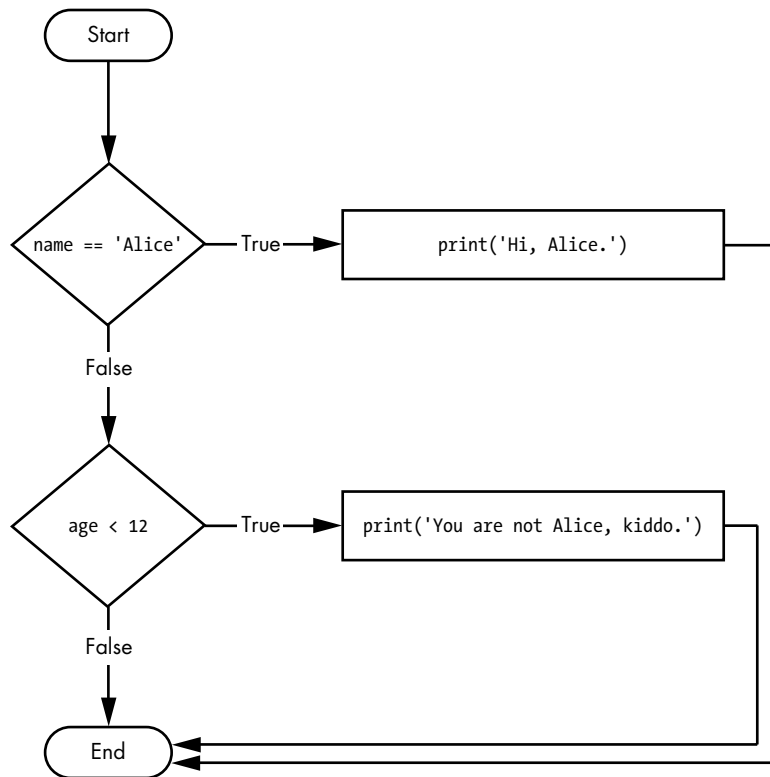 Start
name == 'Alice'
True
print('Hi, Alice.')
False
age < 12
True
print('You are not Alice, kiddo.')
False
End